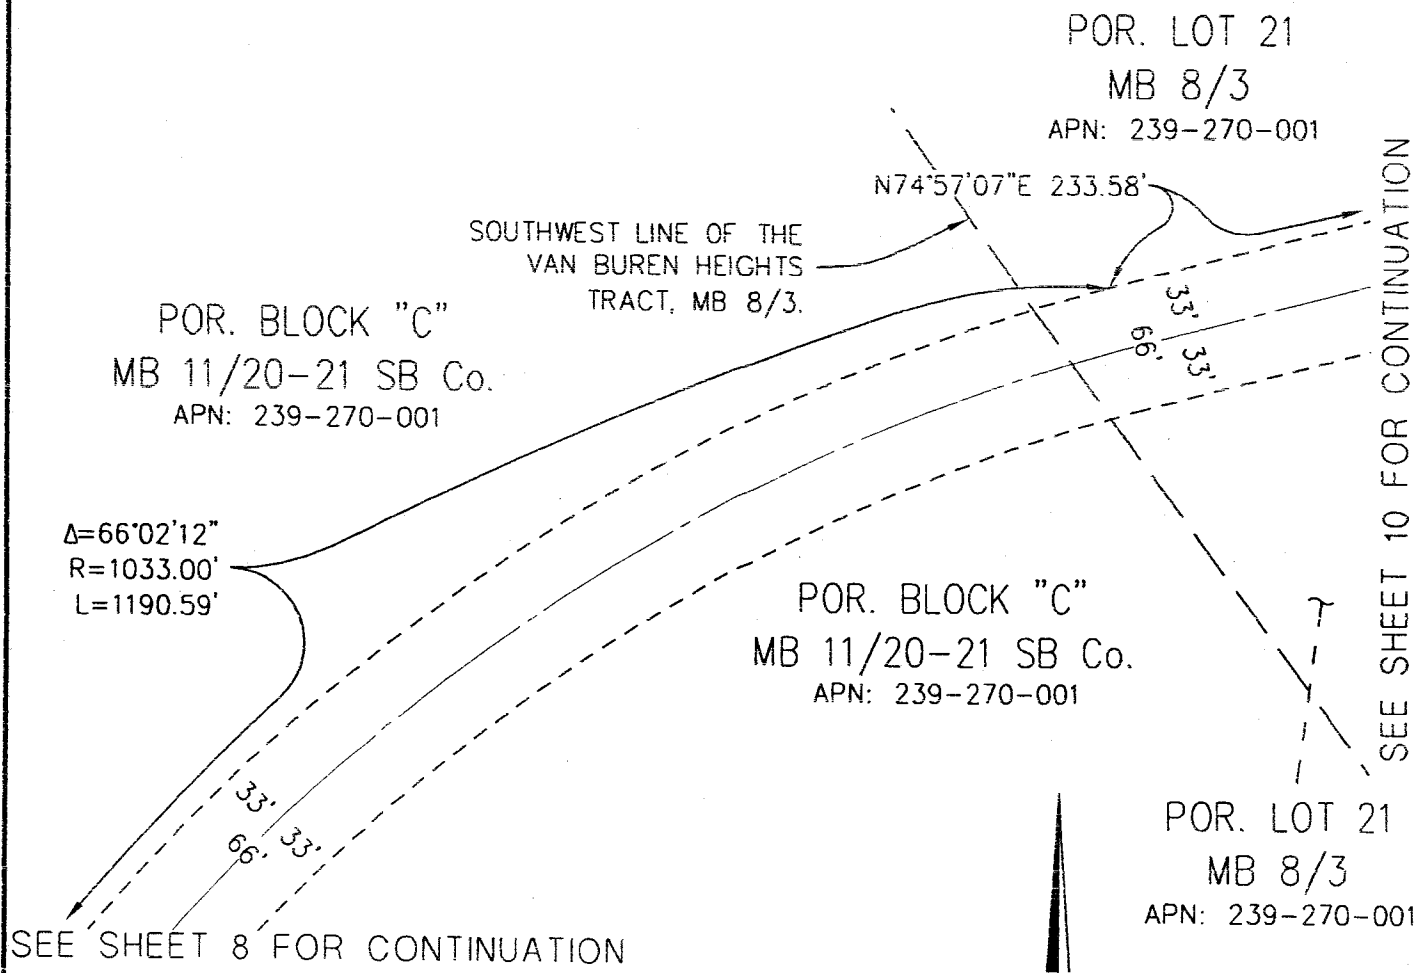 POR. LOT 21
MB 8/3
APN: 239-270-001
N74°57'07"E 233.58'
SOUTHWEST LINE OF THE
VAN BUREN HEIGHTS
TRACT, MB 8/3.
POR. BLOCK "C"
MB 11/20-21 SB Co.
APN: 239-270-001
33'
66'
33'
SEE SHEET 10 FOR CONTINUATION
Δ=66°02'12"
R=1033.00'
L=1190.59'
POR. BLOCK "C"
MB 11/20-21 SB Co.
APN: 239-270-001
33'
66'
33'
POR. LOT 21
MB 8/3
APN: 239-270-001
SEE SHEET 8 FOR CONTINUATION